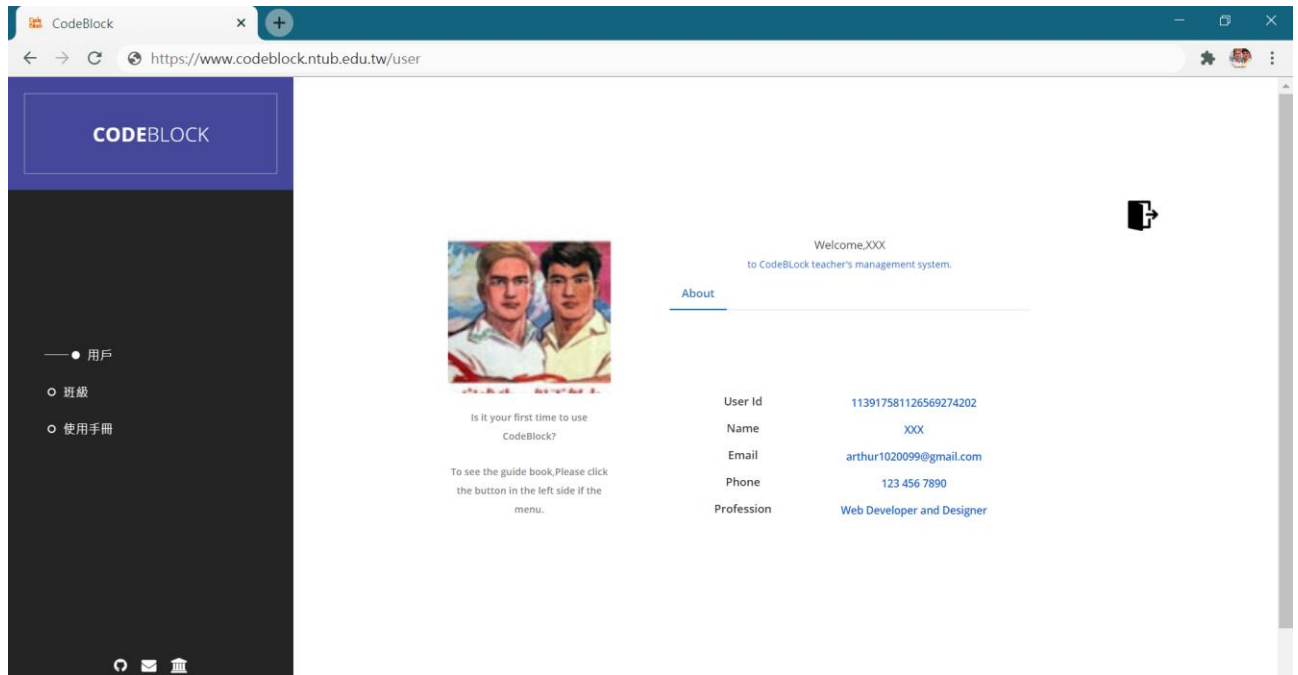 CodeBlock
https://www.codeblock.ntub.edu.tw/user
CODEBLOCK
用戶
班級
使用手冊
Is it your first time to use
CodeBlock?
To see the guide book,Please click
the button in the left side if the
menu.
Welcome,XXX
to CodeBLock teacher's management system.
About
User Id 113917581126569274202
Name XXX
Email arthur1020099@gmail.com
Phone 123 456 7890
Profession Web Developer and Designer